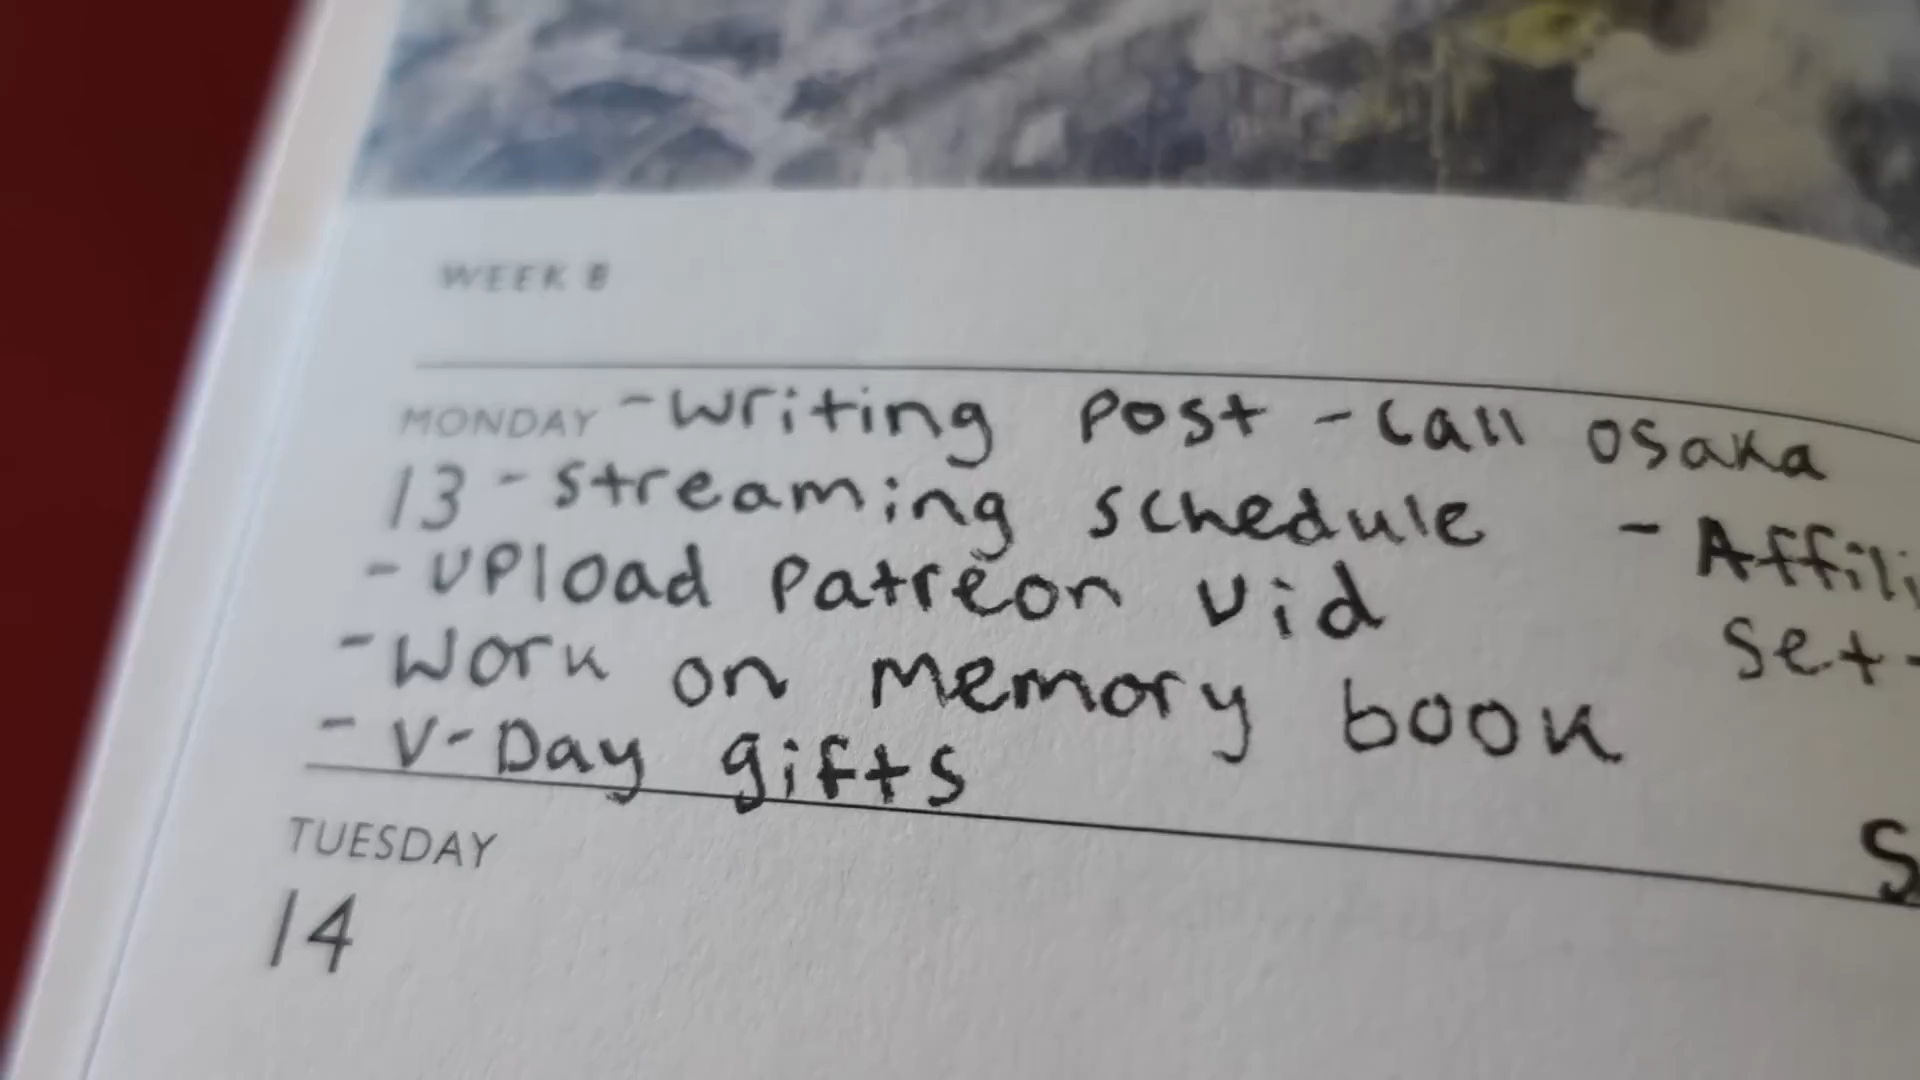 WEEK 8
MONDAY -Writing Post -Call Osaka
13 -Streaming Schedule - Affili
-Upload Patreon Vid
Set-
-Work on Memory book
-V-Day gifts
TUESDAY
14